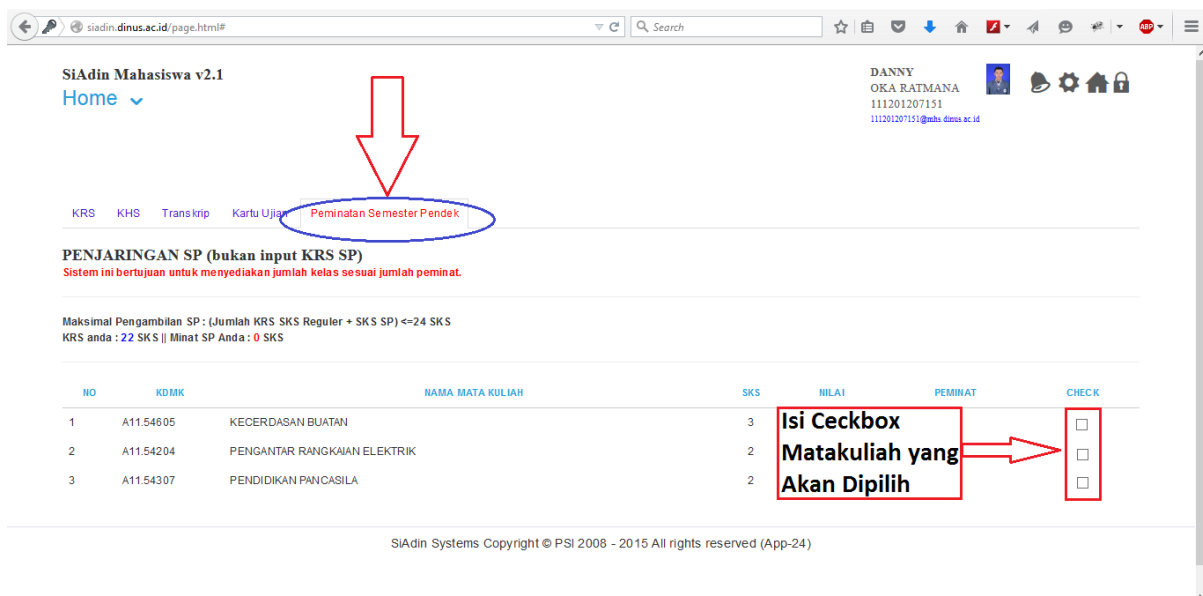 siadin.dinus.ac.id/page.html#
Search
ABP
SiAdin Mahasiswa v2.1
Home
DANNY
OKA RATMANA
111201207151
111201207151@mhs.dinus.ac.id
KRS KHS Transkrip Kartu Ujian Peminatan Semester Pendek
PENJARINGAN SP (bukan input KRS SP)
Sistem ini bertujuan untuk menyediakan jumlah kelas sesuai jumlah peminat.
Maksimal Pengambilan SP : (Jumlah KRS SKS Reguler + SKS SP) <=24 SKS
KRS anda : 22 SKS || Minat SP Anda : 0 SKS
NO KDMK NAMA MATA KULIAH SKS NILAI PEMINAT CHECK
1 A11.54605 KECERDASAN BUATAN 3
2 A11.54204 PENGANTAR RANGKAIAN ELEKTRIK 2
3 A11.54307 PENDIDIKAN PANCASILA 2
Isi Ceckbox
Matakuliah yang
Akan Dipilih
SiAdin Systems Copyright © PSI 2008 - 2015 All rights reserved (App-24)